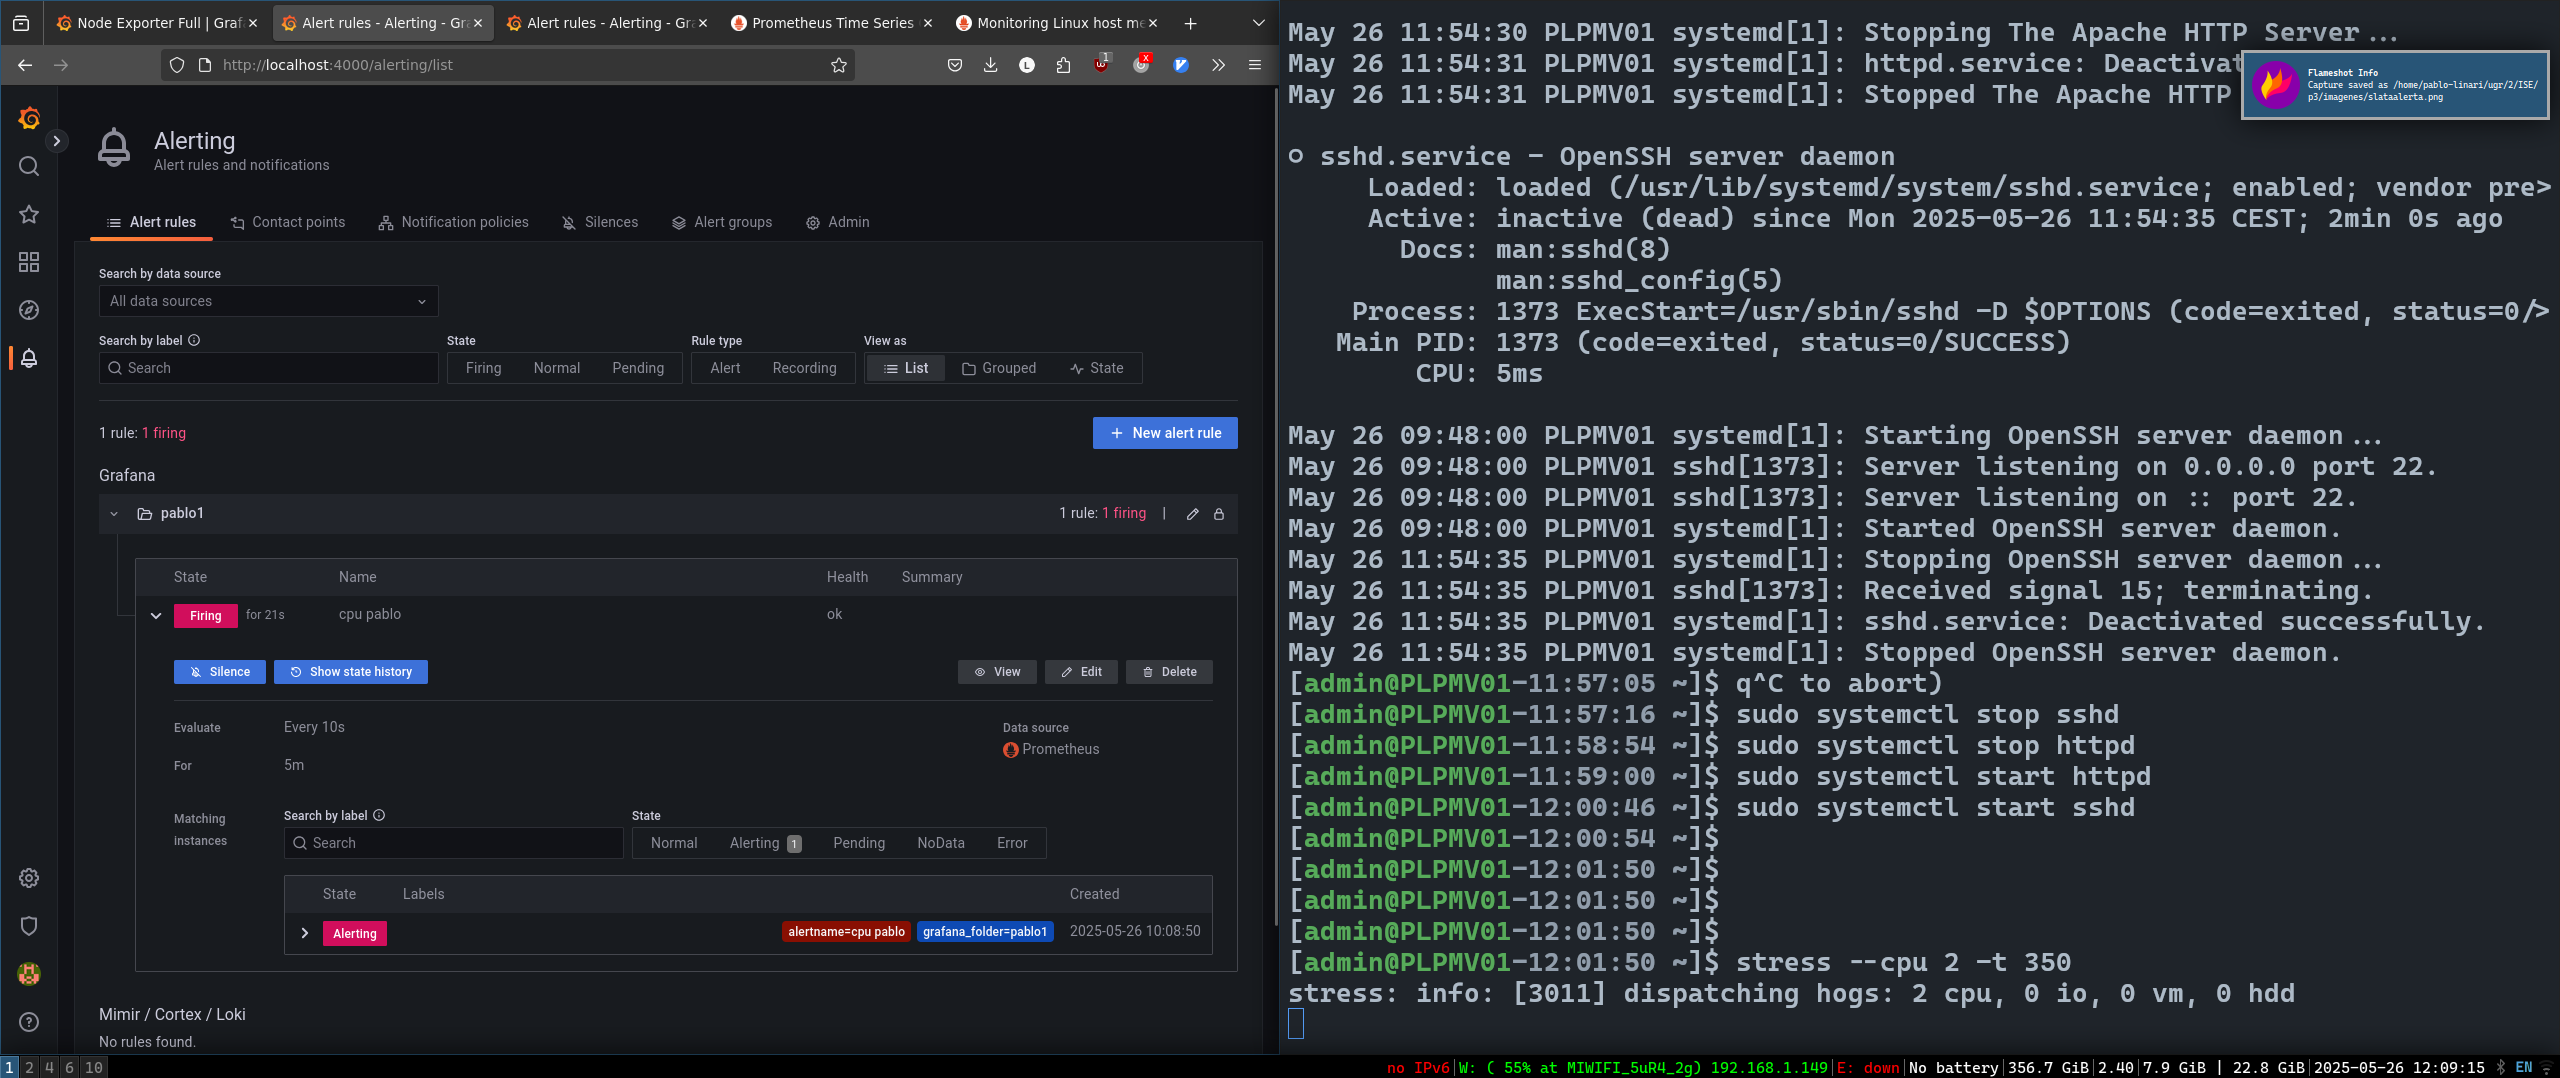 Node Exporter Full | Graf
Alert rules - Alerting - Gra
Alert rules - Alerting - Gr
Prometheus Time Series
Monitoring Linux host me
http://localhost:4000/alerting/list
Alerting
Alert rules and notifications
Alert rules
Contact points
Notification policies
Silences
Alert groups
Admin
Search by data source
All data sources
Search by label
State
Rule type
View as
Search
Firing
Normal
Pending
Alert
Recording
List
Grouped
State
1 rule: 1 firing
New alert rule
Grafana
pablo1
1 rule: 1 firing |
State
Name
Health
Summary
Firing
for 21s
cpu pablo
ok
Silence
Show state history
View
Edit
Delete
Evaluate
Every 10s
Data source
Prometheus
For
5m
Matching
instances
Search by label
State
Search
Normal
Alerting 1
Pending
NoData
Error
State
Labels
Created
Alerting
alertname=cpu pablo
grafana_folder=pablo1
2025-05-26 10:08:50
Mimir / Cortex / Loki
No rules found.
May 26 11:54:30 PLPMV01 systemd[1]: Stopping The Apache HTTP Server...
May 26 11:54:31 PLPMV01 systemd[1]: httpd.service: Deactivat
May 26 11:54:31 PLPMV01 systemd[1]: Stopped The Apache HTTP
Flameshot Info
Capture saved as /home/pablo-linari/ugr/2/ISE/
p3/imagenes/slataalerta.png
○ sshd.service - OpenSSH server daemon
Loaded: loaded (/usr/lib/systemd/system/sshd.service; enabled; vendor pre>
Active: inactive (dead) since Mon 2025-05-26 11:54:35 CEST; 2min 0s ago
Docs: man:sshd(8)
man:sshd_config(5)
Process: 1373 ExecStart=/usr/sbin/sshd -D $OPTIONS (code=exited, status=0/>
Main PID: 1373 (code=exited, status=0/SUCCESS)
CPU: 5ms
May 26 09:48:00 PLPMV01 systemd[1]: Starting OpenSSH server daemon...
May 26 09:48:00 PLPMV01 sshd[1373]: Server listening on 0.0.0.0 port 22.
May 26 09:48:00 PLPMV01 sshd[1373]: Server listening on :: port 22.
May 26 09:48:00 PLPMV01 systemd[1]: Started OpenSSH server daemon.
May 26 11:54:35 PLPMV01 systemd[1]: Stopping OpenSSH server daemon...
May 26 11:54:35 PLPMV01 sshd[1373]: Received signal 15; terminating.
May 26 11:54:35 PLPMV01 systemd[1]: sshd.service: Deactivated successfully.
May 26 11:54:35 PLPMV01 systemd[1]: Stopped OpenSSH server daemon.
[admin@PLPMV01-11:57:05 ~]$ q^C to abort)
[admin@PLPMV01-11:57:16 ~]$ sudo systemctl stop sshd
[admin@PLPMV01-11:58:54 ~]$ sudo systemctl stop httpd
[admin@PLPMV01-11:59:00 ~]$ sudo systemctl start httpd
[admin@PLPMV01-12:00:46 ~]$ sudo systemctl start sshd
[admin@PLPMV01-12:00:54 ~]$
[admin@PLPMV01-12:01:50 ~]$
[admin@PLPMV01-12:01:50 ~]$
[admin@PLPMV01-12:01:50 ~]$
[admin@PLPMV01-12:01:50 ~]$ stress --cpu 2 -t 350
stress: info: [3011] dispatching hogs: 2 cpu, 0 io, 0 vm, 0 hdd
1 2 4 6 10
no IPv6|W: ( 55% at MIWIFI_5uR4_2g) 192.168.1.149|E: down|No battery|356.7 GiB|2.40|7.9 GiB | 22.8 GiB|2025-05-26 12:09:15 EN